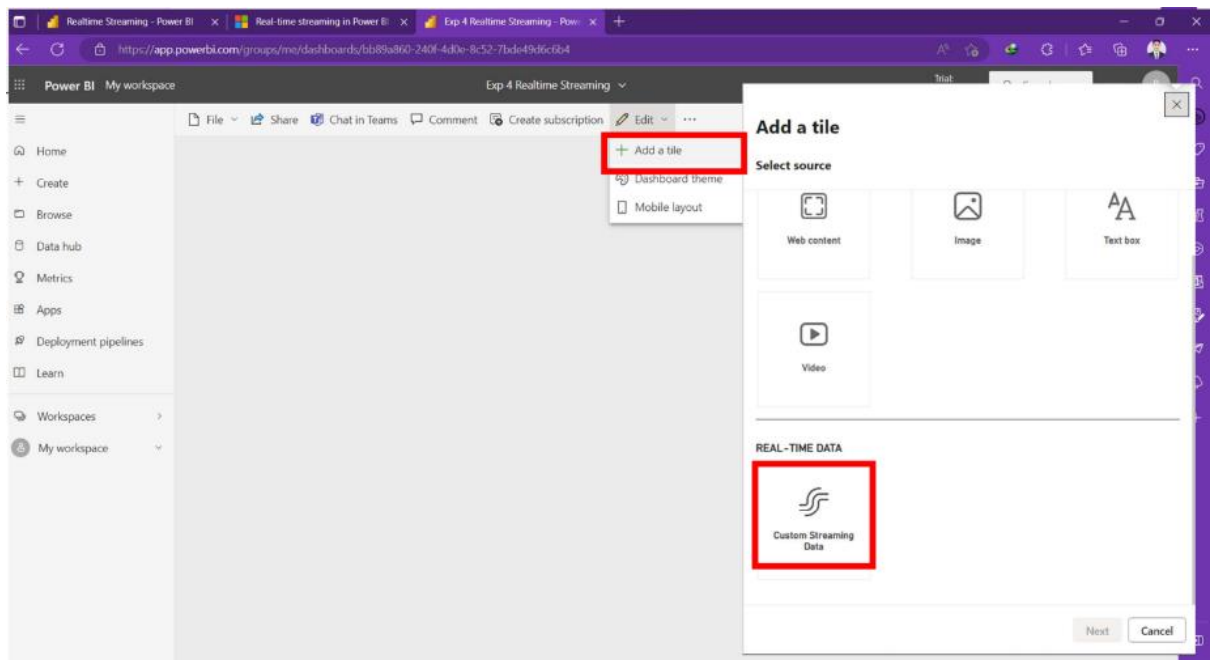 Realtime Streaming - Power BI
Real-time streaming in Power BI
Exp 4 Realtime Streaming - Pow
https://app.powerbi.com/groups/me/dashboards/bb89a860-240f-4d0e-8c52-7bde49d6c6b4
Power BI My workspace
Exp 4 Realtime Streaming
Trial:
File
Share
Chat in Teams
Comment
Create subscription
Edit
Add a tile
Dashboard theme
Mobile layout
Home
Create
Browse
Data hub
Metrics
Apps
Deployment pipelines
Learn
Workspaces
My workspace
Add a tile
Select source
Web content
Image
Text box
Video
REAL-TIME DATA
Custom Streaming
Data
Next
Cancel